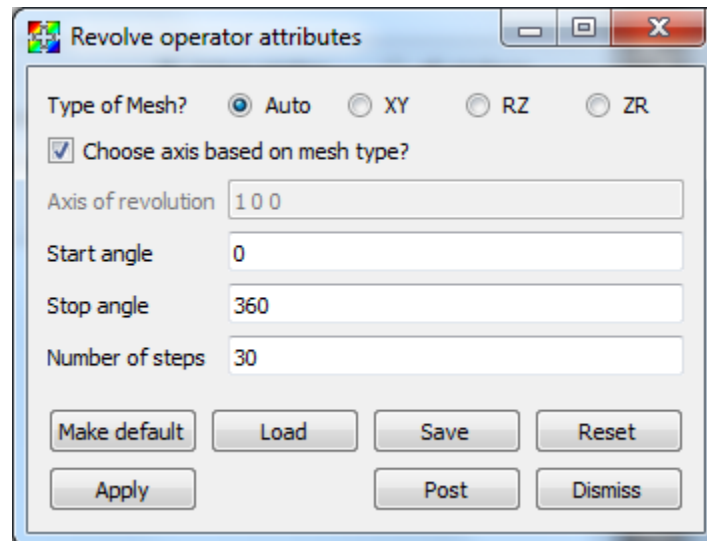 Revolve operator attributes
Type of Mesh? Auto XY RZ ZR
Choose axis based on mesh type?
Axis of revolution 1 0 0
Start angle 0
Stop angle 360
Number of steps 30
Make default Load Save Reset
Apply Post Dismiss